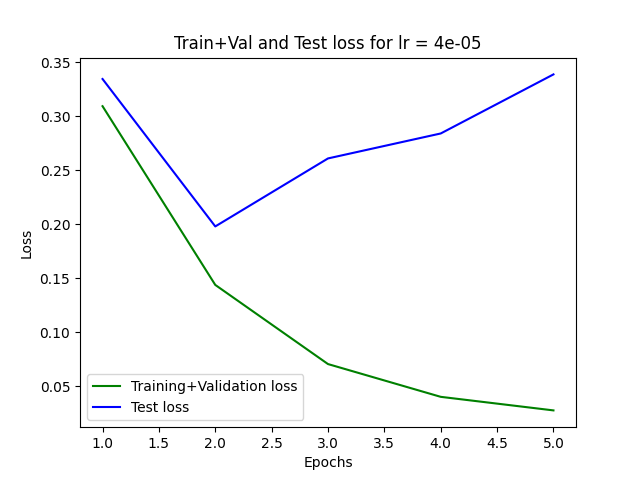 Train+Val and Test loss for lr = 4e-05
0.35
0.30
0.25
0.20
0.15
0.10
0.05
Loss
Training+Validation loss
Test loss
1.0 1.5 2.0 2.5 3.0 3.5 4.0 4.5 5.0
Epochs